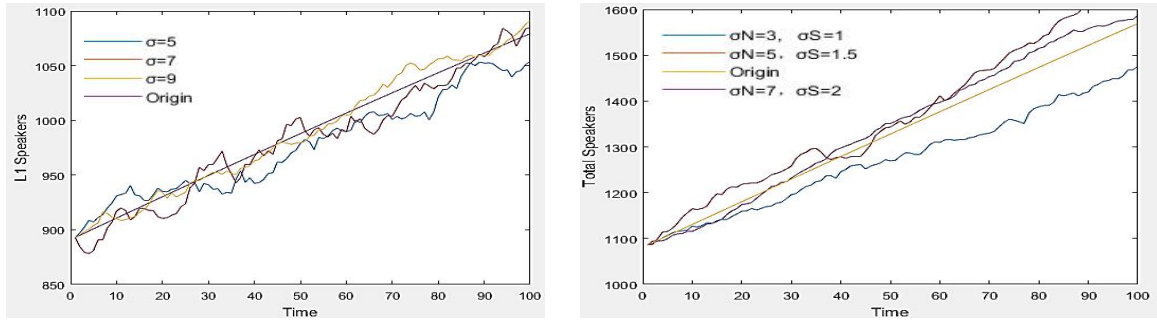 1100
1050
1000
950
900
850
L1 Speakers
σ=5
σ=7
σ=9
Origin
0 10 20 30 40 50 60 70 80 90 100
Time
1600
1500
1400
1300
1200
1100
1000
Total Speakers
σN=3, σS=1
σN=5, σS=1.5
Origin
σN=7, σS=2
0 10 20 30 40 50 60 70 80 90 100
Time